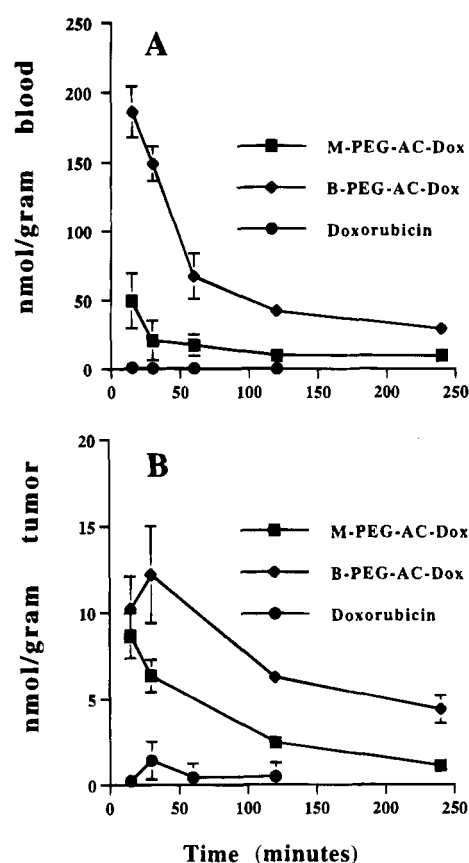 A
250
200
150
100
50
0
nmol/gram blood
M-PEG-AC-Dox
B-PEG-AC-Dox
Doxorubicin
0 50 100 150 200 250
B
20
15
10
5
0
nmol/gram tumor
M-PEG-AC-Dox
B-PEG-AC-Dox
Doxorubicin
0 50 100 150 200 250
Time (minutes)